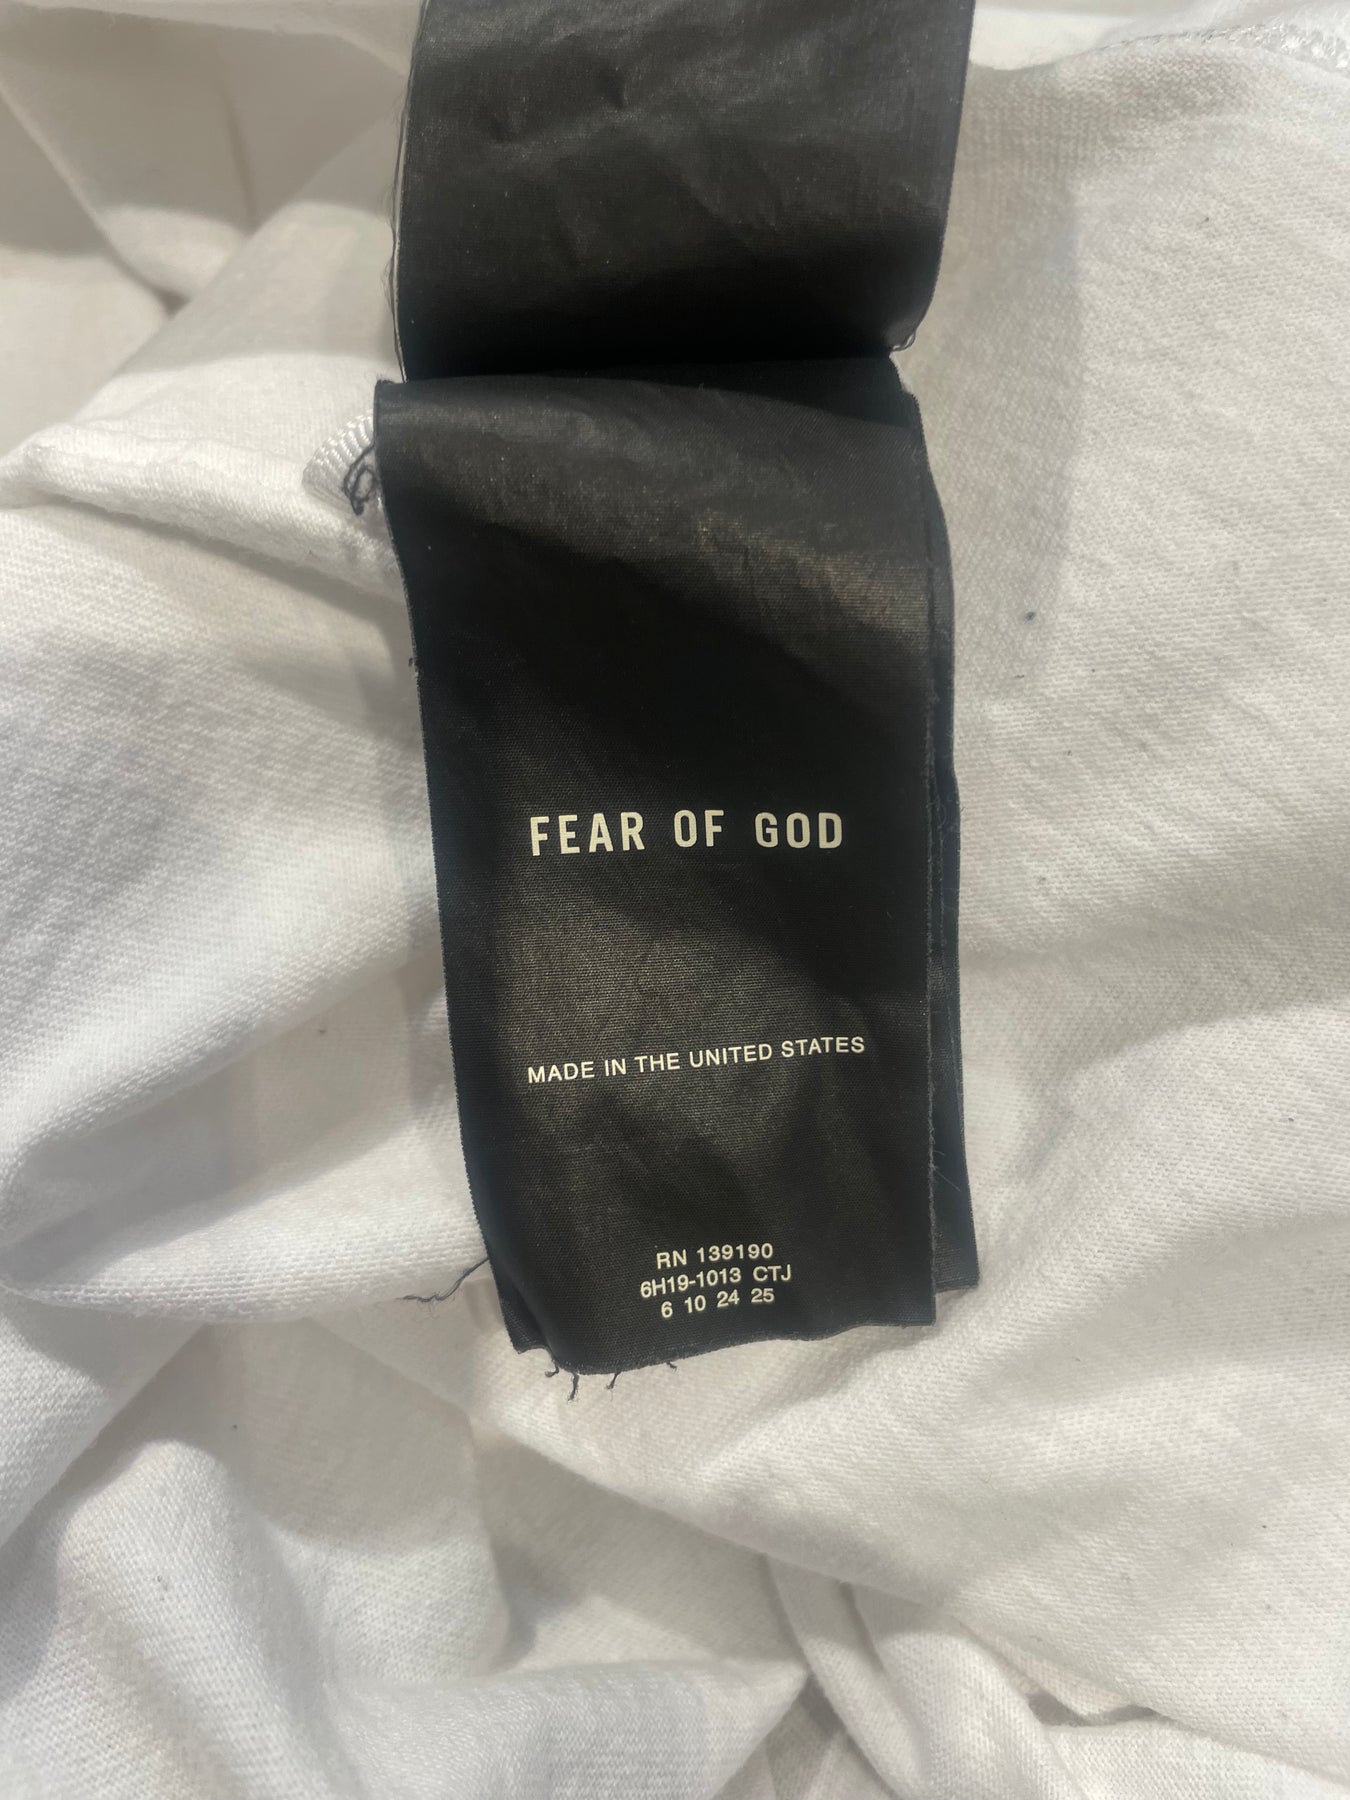 FEAR OF GOD
MADE IN THE UNITED STATES
RN 139190
6H19-1013 CTJ
6 10 24 25